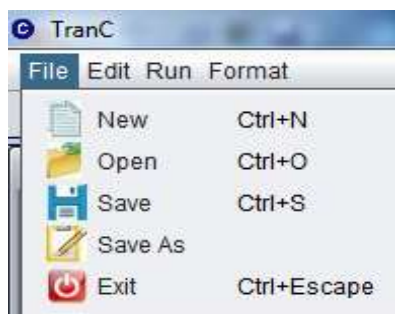 TranC
File Edit Run Format
New Ctrl+N
Open Ctrl+O
Save Ctrl+S
Save As
Exit Ctrl+Escape